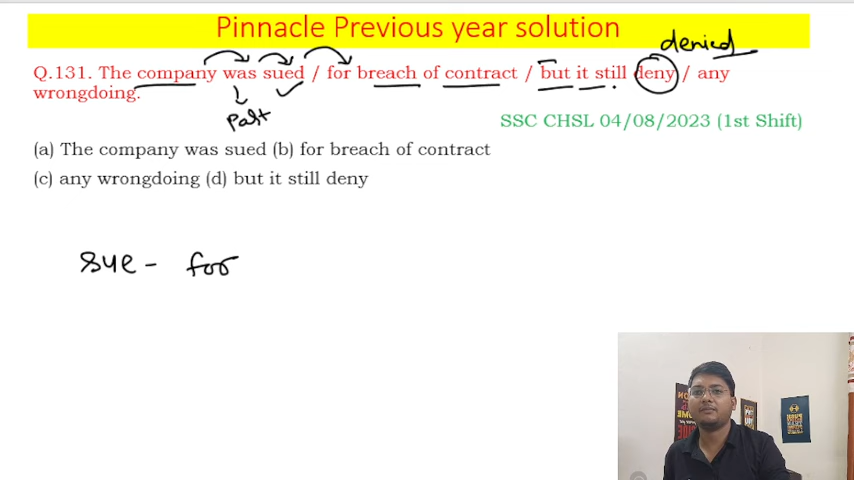 Pinnacle Previous year solution
denied
Q.131. The company was sued / for breach of contract / but it still deny / any
wrongdoing.
Past
SSC CHSL 04/08/2023 (1st Shift)
(a) The company was sued (b) for breach of contract
(c) any wrongdoing (d) but it still deny
sue - for